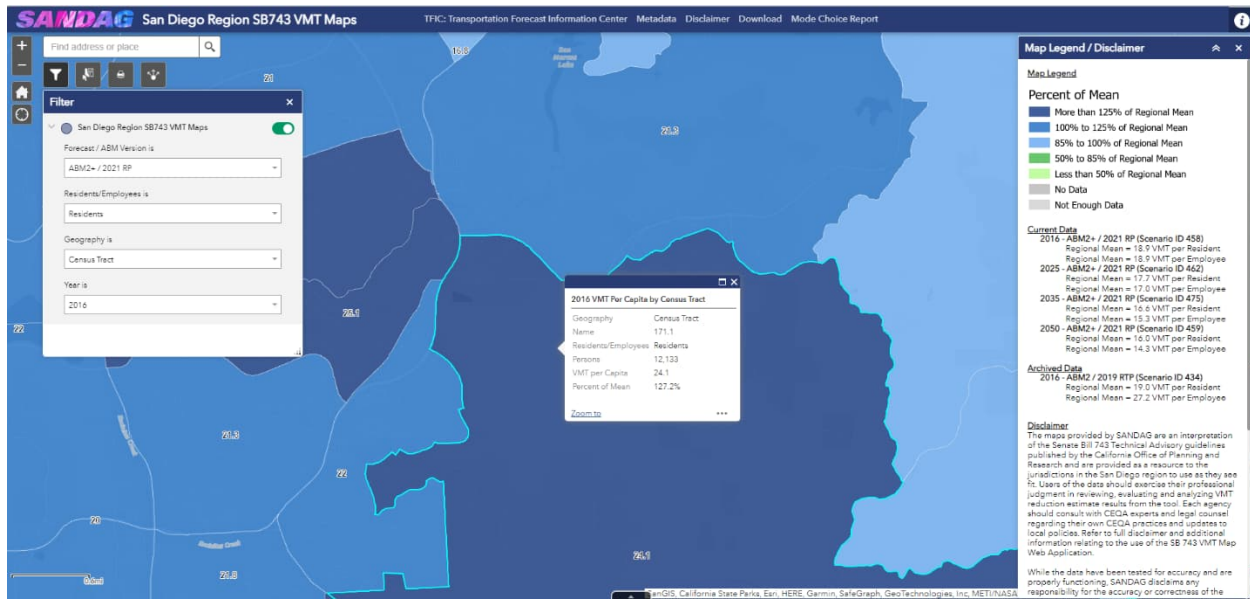 SANDAG San Diego Region SB743 VMT Maps
TFIC: Transportation Forecast Information Center Metadata Disclaimer Download Mode Choice Report
Find address or place
Filter
San Diego Region SB743 VMT Maps
Forecast / ABM Version is
ABM2+ / 2021 RP
Residents/Employees is
Residents
Geography is
Census Tract
Year is
2016
16.8
San
Marcos
Lake
21
21.3
25.1
22
21.3
22
20
21.8
24.1
2016 VMT Per Capita by Census Tract
Geography Census Tract
Name 171.1
Residents/Employees Residents
Persons 12,133
VMT per Capita 24.1
Percent of Mean 127.2%
Zoom to
0.6mi
SanGIS, California State Parks, Esri, HERE, Garmin, SafeGraph, GeoTechnologies, Inc, METI/NASA
Map Legend / Disclaimer
Map Legend
Percent of Mean
More than 125% of Regional Mean
100% to 125% of Regional Mean
85% to 100% of Regional Mean
50% to 85% of Regional Mean
Less than 50% of Regional Mean
No Data
Not Enough Data
Current Data
2016 - ABM2+ / 2021 RP (Scenario ID 458)
Regional Mean = 18.9 VMT per Resident
Regional Mean = 18.9 VMT per Employee
2025 - ABM2+ / 2021 RP (Scenario ID 462)
Regional Mean = 17.7 VMT per Resident
Regional Mean = 17.0 VMT per Employee
2035 - ABM2+ / 2021 RP (Scenario ID 475)
Regional Mean = 16.6 VMT per Resident
Regional Mean = 15.3 VMT per Employee
2050 - ABM2+ / 2021 RP (Scenario ID 459)
Regional Mean = 16.0 VMT per Resident
Regional Mean = 14.3 VMT per Employee
Archived Data
2016 - ABM2 / 2019 RTP (Scenario ID 434)
Regional Mean = 19.0 VMT per Resident
Regional Mean = 27.2 VMT per Employee
Disclaimer
The maps provided by SANDAG are an interpretation
of the Senate Bill 743 Technical Advisory guidelines
published by the California Office of Planning and
Research and are provided as a resource to the
jurisdictions in the San Diego region to use as they see
fit. Users of the data should exercise their professional
judgment in reviewing, evaluating and analyzing VMT
reduction estimate results from the tool. Each agency
should consult with CEQA experts and legal counsel
regarding their own CEQA practices and updates to
local policies. Refer to full disclaimer and additional
information relating to the use of the SB 743 VMT Map
Web Application.
While the data have been tested for accuracy and are
properly functioning, SANDAG disclaims any
responsibility for the accuracy or correctness of the